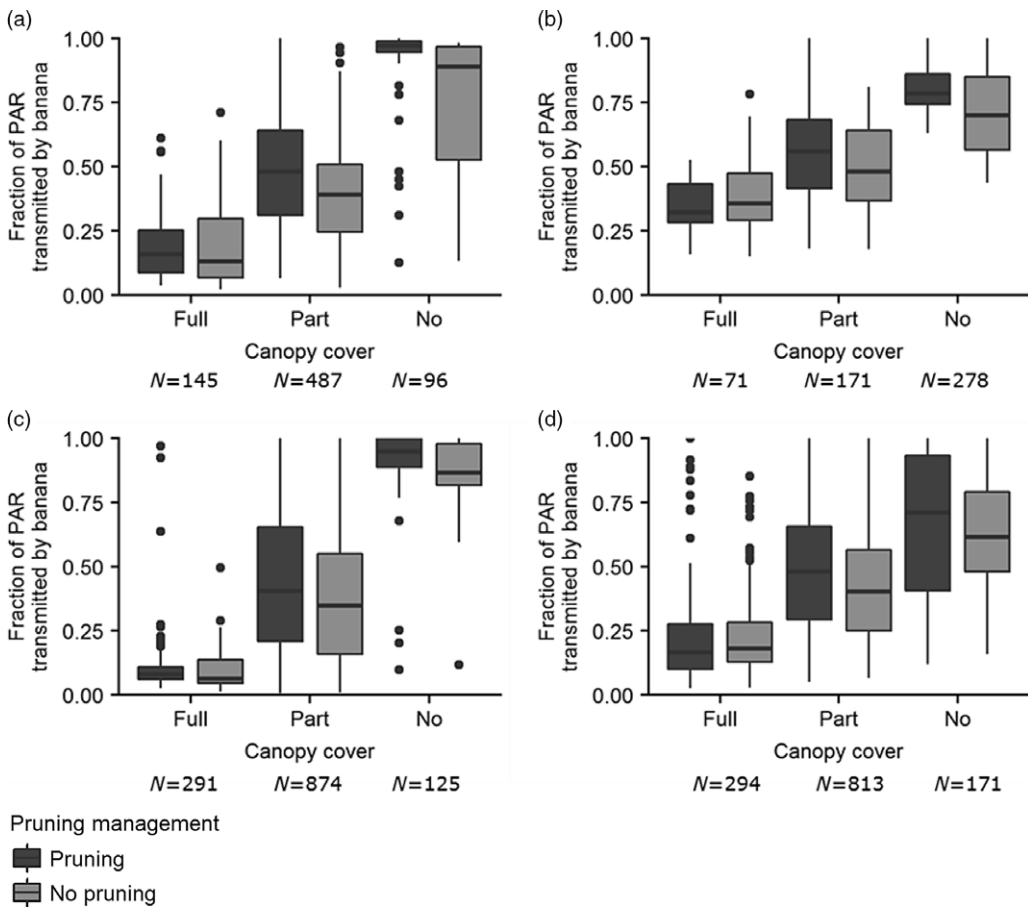 (a)
Fraction of PAR
transmitted by banana
1.00
0.75
0.50
0.25
0.00
Full Part No
Canopy cover
N=145 N=487 N=96
(b)
Fraction of PAR
transmitted by banana
1.00
0.75
0.50
0.25
0.00
Full Part No
Canopy cover
N=71 N=171 N=278
(c)
Fraction of PAR
transmitted by banana
1.00
0.75
0.50
0.25
0.00
Full Part No
Canopy cover
N=291 N=874 N=125
(d)
Fraction of PAR
transmitted by banana
1.00
0.75
0.50
0.25
0.00
Full Part No
Canopy cover
N=294 N=813 N=171
Pruning management
Pruning
No pruning